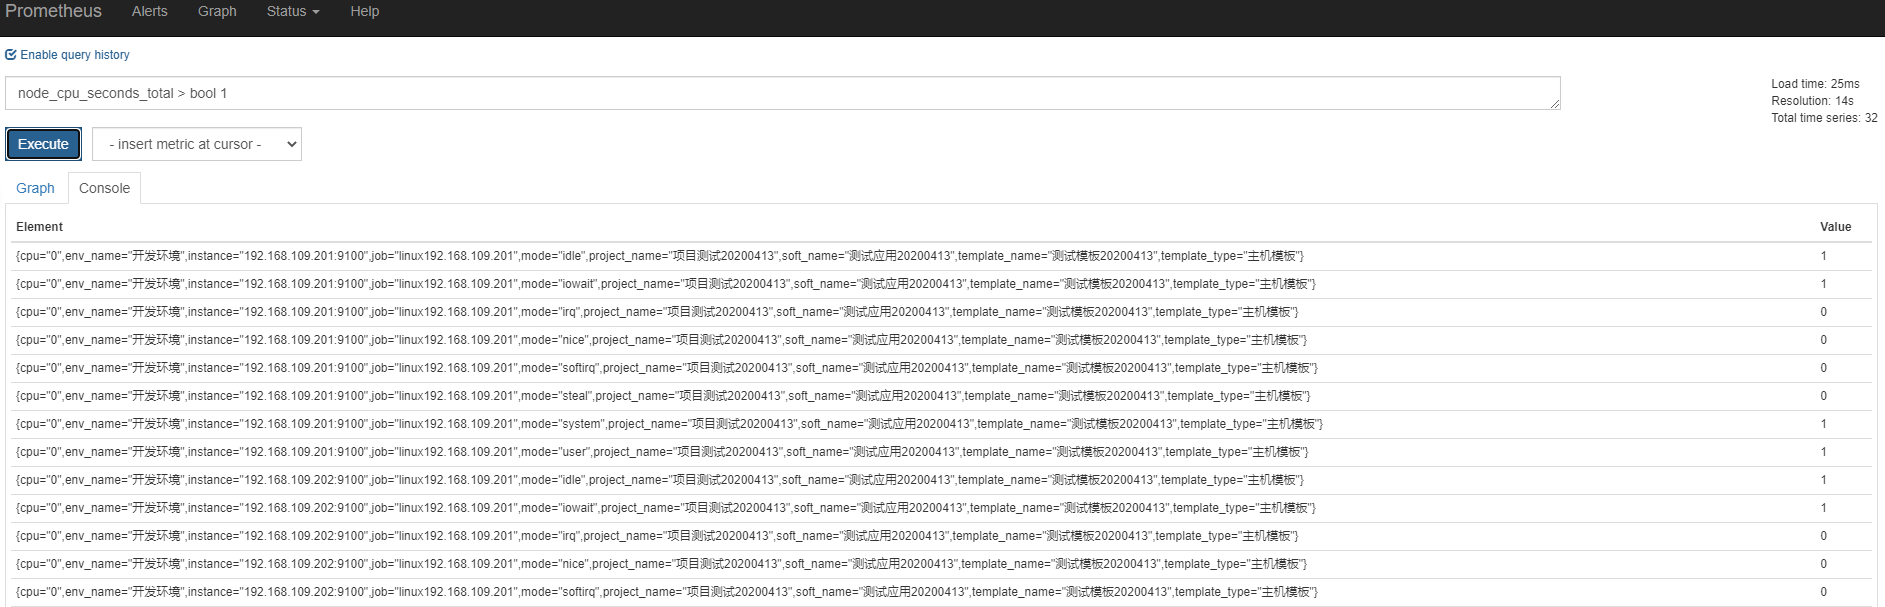 Prometheus Alerts Graph Status Help
Enable query history
node_cpu_seconds_total > bool 1
Load time: 25ms
Resolution: 14s
Total time series: 32
Execute - insert metric at cursor -
Graph Console
Element Value
{cpu="0",env_name="开发环境",instance="192.168.109.201:9100",job="linux192.168.109.201",mode="idle",project_name="项目测试20200413",soft_name="测试应用20200413",template_name="测试模板20200413",template_type="主机模板"} 1
{cpu="0",env_name="开发环境",instance="192.168.109.201:9100",job="linux192.168.109.201",mode="iowait",project_name="项目测试20200413",soft_name="测试应用20200413",template_name="测试模板20200413",template_type="主机模板"} 1
{cpu="0",env_name="开发环境",instance="192.168.109.201:9100",job="linux192.168.109.201",mode="irq",project_name="项目测试20200413",soft_name="测试应用20200413",template_name="测试模板20200413",template_type="主机模板"} 0
{cpu="0",env_name="开发环境",instance="192.168.109.201:9100",job="linux192.168.109.201",mode="nice",project_name="项目测试20200413",soft_name="测试应用20200413",template_name="测试模板20200413",template_type="主机模板"} 0
{cpu="0",env_name="开发环境",instance="192.168.109.201:9100",job="linux192.168.109.201",mode="softirq",project_name="项目测试20200413",soft_name="测试应用20200413",template_name="测试模板20200413",template_type="主机模板"} 0
{cpu="0",env_name="开发环境",instance="192.168.109.201:9100",job="linux192.168.109.201",mode="steal",project_name="项目测试20200413",soft_name="测试应用20200413",template_name="测试模板20200413",template_type="主机模板"} 0
{cpu="0",env_name="开发环境",instance="192.168.109.201:9100",job="linux192.168.109.201",mode="system",project_name="项目测试20200413",soft_name="测试应用20200413",template_name="测试模板20200413",template_type="主机模板"} 1
{cpu="0",env_name="开发环境",instance="192.168.109.201:9100",job="linux192.168.109.201",mode="user",project_name="项目测试20200413",soft_name="测试应用20200413",template_name="测试模板20200413",template_type="主机模板"} 1
{cpu="0",env_name="开发环境",instance="192.168.109.202:9100",job="linux192.168.109.201",mode="idle",project_name="项目测试20200413",soft_name="测试应用20200413",template_name="测试模板20200413",template_type="主机模板"} 1
{cpu="0",env_name="开发环境",instance="192.168.109.202:9100",job="linux192.168.109.201",mode="iowait",project_name="项目测试20200413",soft_name="测试应用20200413",template_name="测试模板20200413",template_type="主机模板"} 1
{cpu="0",env_name="开发环境",instance="192.168.109.202:9100",job="linux192.168.109.201",mode="irq",project_name="项目测试20200413",soft_name="测试应用20200413",template_name="测试模板20200413",template_type="主机模板"} 0
{cpu="0",env_name="开发环境",instance="192.168.109.202:9100",job="linux192.168.109.201",mode="nice",project_name="项目测试20200413",soft_name="测试应用20200413",template_name="测试模板20200413",template_type="主机模板"} 0
{cpu="0",env_name="开发环境",instance="192.168.109.202:9100",job="linux192.168.109.201",mode="softirq",project_name="项目测试20200413",soft_name="测试应用20200413",template_name="测试模板20200413",template_type="主机模板"} 0